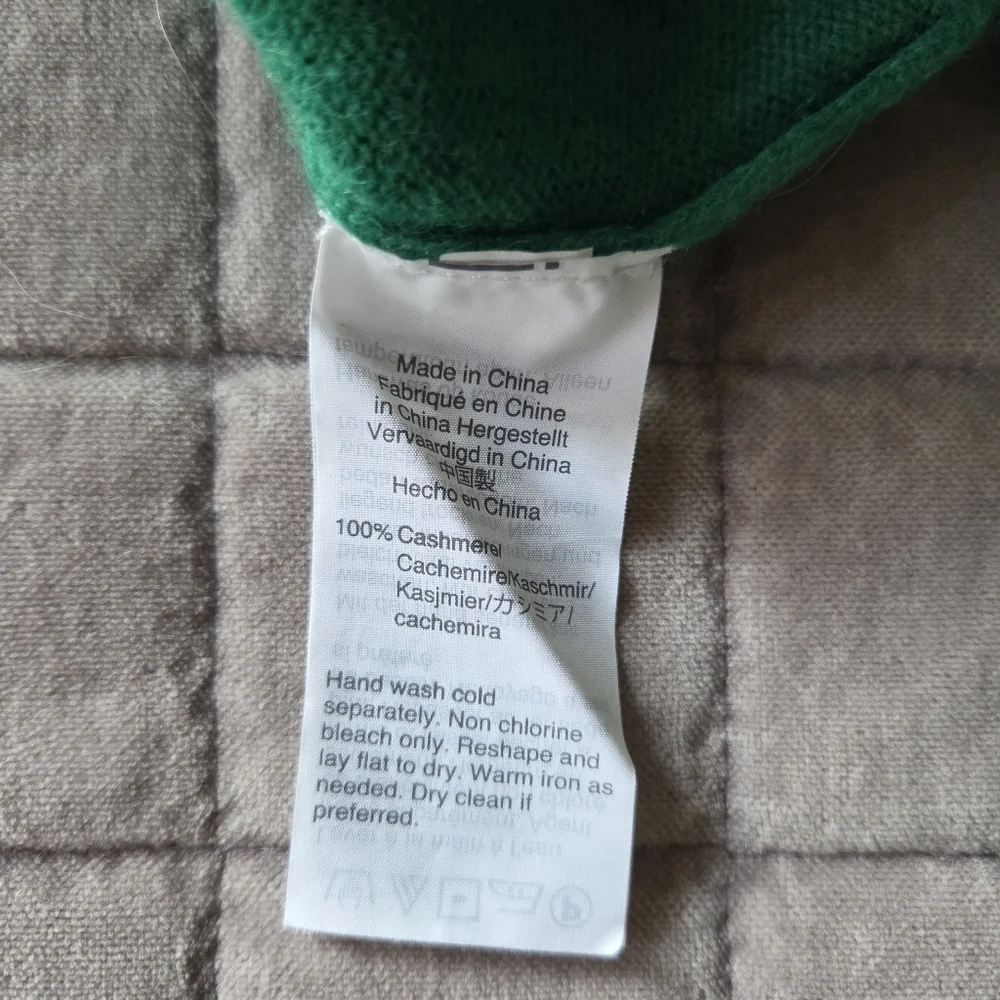 Made in China
Fabriqué en Chine
in China Hergestellt
Vervaardigd in China
中国製
Hecho en China
100% Cashmere/
Cachemire/Kaschmir/
Kasjmier/カシミア/
cachemira
Hand wash cold
separately. Non chlorine
bleach only. Reshape and
lay flat to dry. Warm iron as
needed. Dry clean if
preferred.